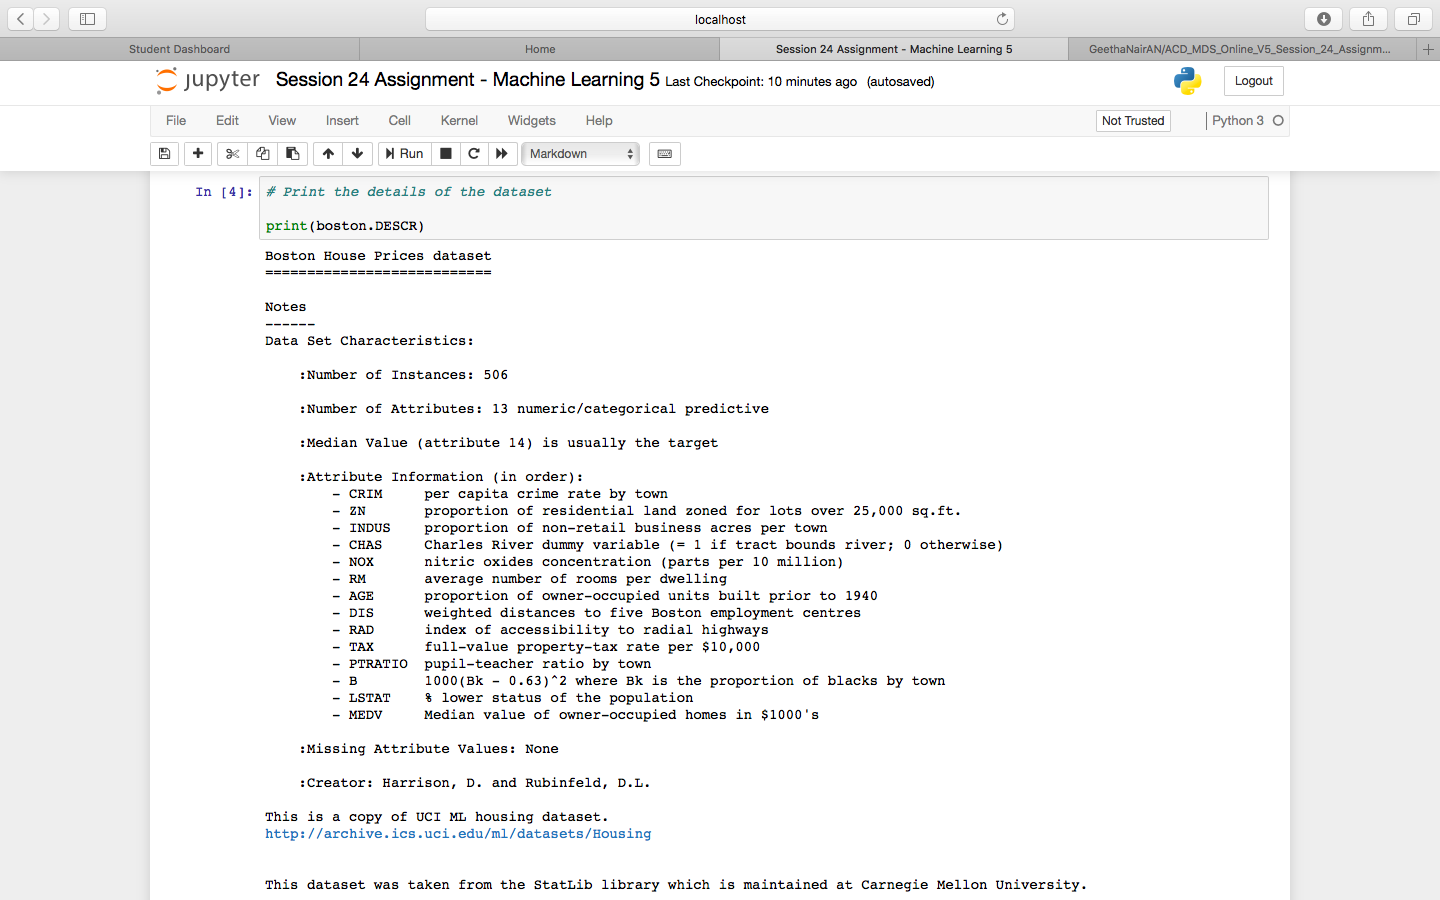 localhost
Student Dashboard
Home
Session 24 Assignment - Machine Learning 5
GeethaNairAN/ACD_MDS_Online_V5_Session_24_Assignm...
jupyter Session 24 Assignment - Machine Learning 5 Last Checkpoint: 10 minutes ago (autosaved)
Logout
File Edit View Insert Cell Kernel Widgets Help
Not Trusted
Python 3
Run
Markdown
In [4]: # Print the details of the dataset
print(boston.DESCR)
Boston House Prices dataset
===========================
Notes
------
Data Set Characteristics:
:Number of Instances: 506
:Number of Attributes: 13 numeric/categorical predictive
:Median Value (attribute 14) is usually the target
:Attribute Information (in order):
- CRIM per capita crime rate by town
- ZN proportion of residential land zoned for lots over 25,000 sq.ft.
- INDUS proportion of non-retail business acres per town
- CHAS Charles River dummy variable (= 1 if tract bounds river; 0 otherwise)
- NOX nitric oxides concentration (parts per 10 million)
- RM average number of rooms per dwelling
- AGE proportion of owner-occupied units built prior to 1940
- DIS weighted distances to five Boston employment centres
- RAD index of accessibility to radial highways
- TAX full-value property-tax rate per $10,000
- PTRATIO pupil-teacher ratio by town
- B 1000(Bk - 0.63)^2 where Bk is the proportion of blacks by town
- LSTAT % lower status of the population
- MEDV Median value of owner-occupied homes in $1000's
:Missing Attribute Values: None
:Creator: Harrison, D. and Rubinfeld, D.L.
This is a copy of UCI ML housing dataset.
http://archive.ics.uci.edu/ml/datasets/Housing
This dataset was taken from the StatLib library which is maintained at Carnegie Mellon University.